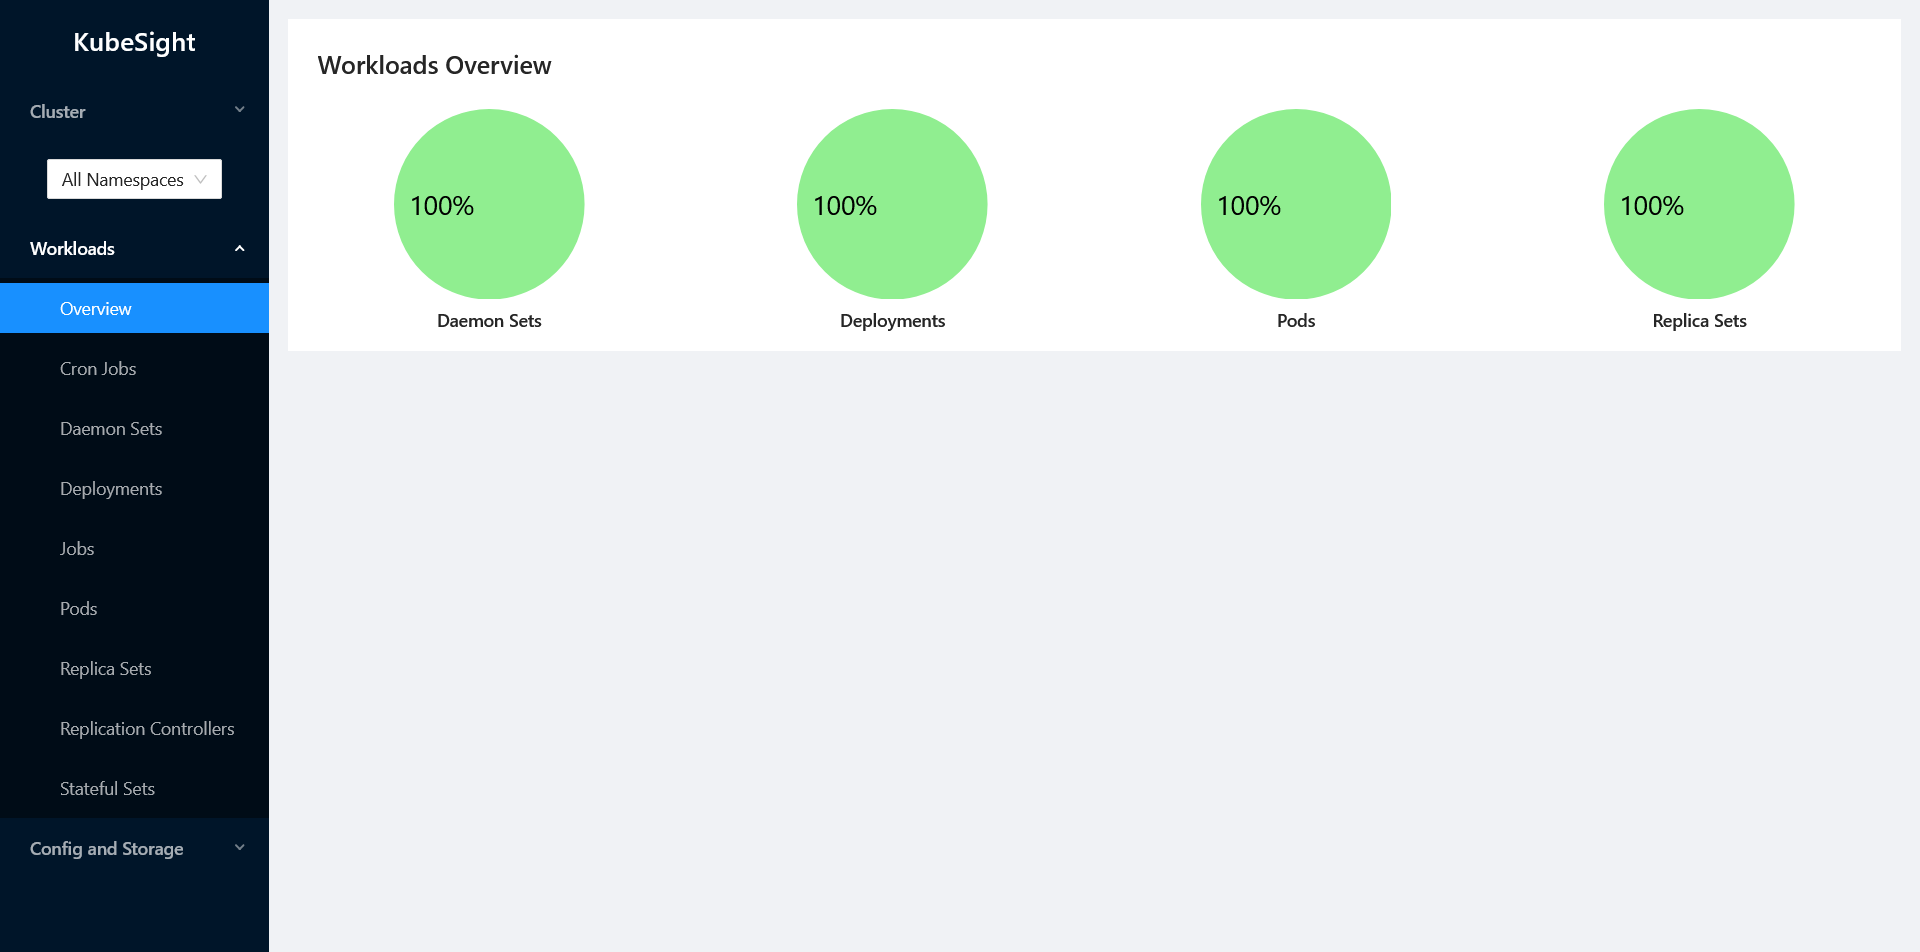 KubeSight
Cluster
All Namespaces
Workloads
Overview
Cron Jobs
Daemon Sets
Deployments
Jobs
Pods
Replica Sets
Replication Controllers
Stateful Sets
Config and Storage
Workloads Overview
100%
Daemon Sets
100%
Deployments
100%
Pods
100%
Replica Sets